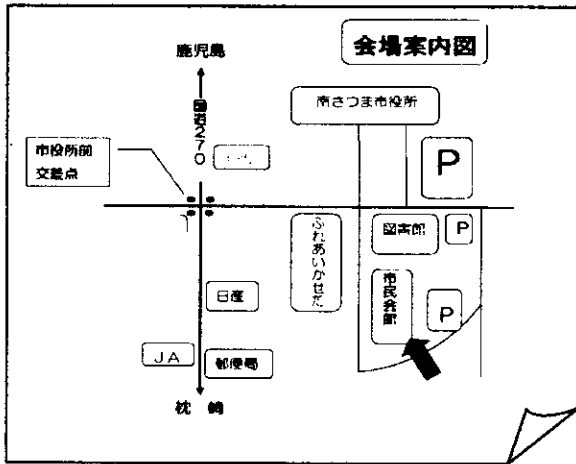 会場案内図
鹿児島
南さつま市役所
国道270
市役所前
交差点
P
ふれあいかせだ
図書館
P
市民会館
P
日産
JA
郵便局
枕崎